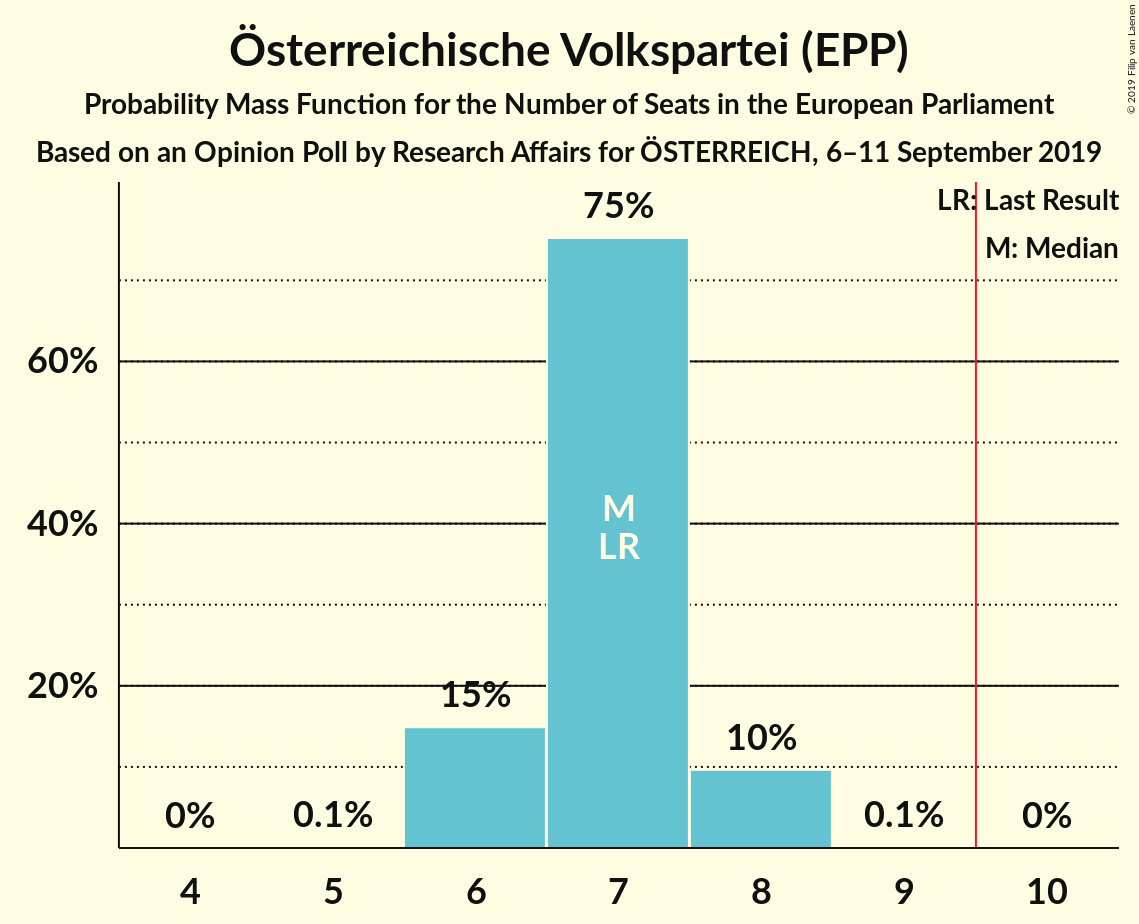 Österreichische Volkspartei (EPP)
Probability Mass Function for the Number of Seats in the European Parliament
Based on an Opinion Poll by Research Affairs for ÖSTERREICH, 6–11 September 2019
© 2019 Filip van Laenen
LR: Last Result
M: Median
75%
60%
40%
20%
M
LR
15%
10%
0%
0.1%
0.1%
0%
4 5 6 7 8 9 10